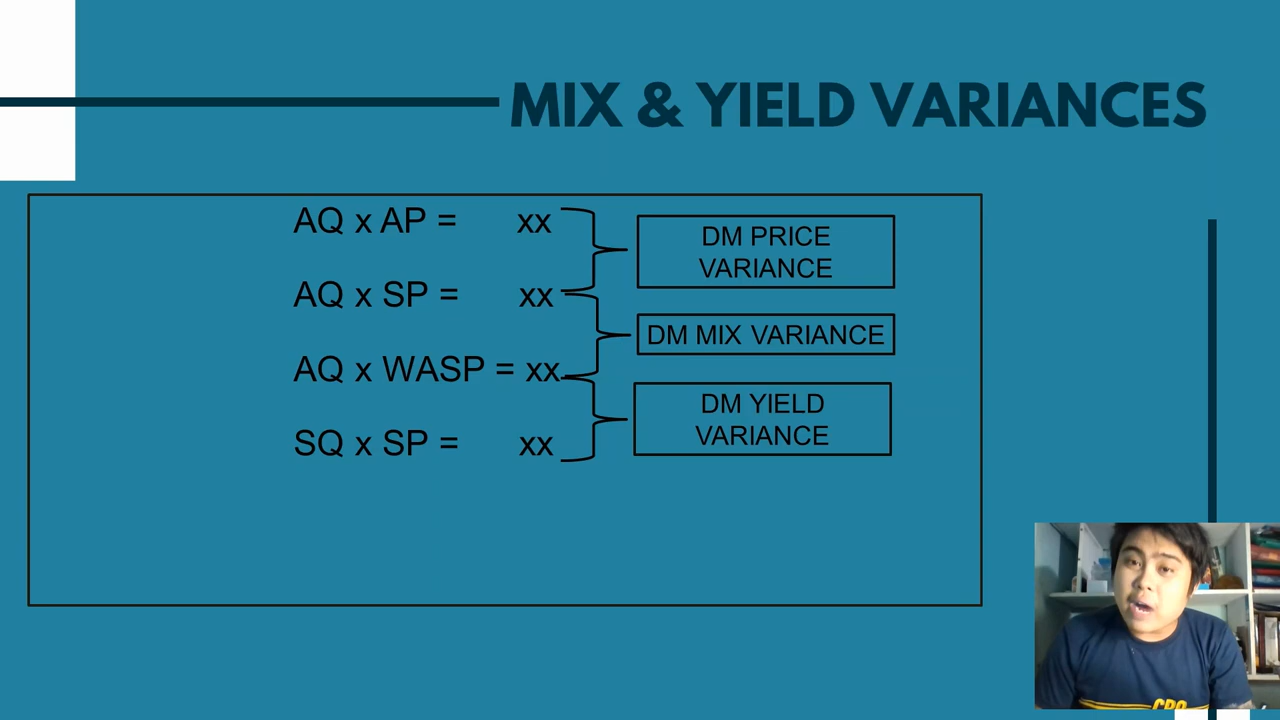 MIX & YIELD VARIANCES
AQ x AP = xx
DM PRICE
VARIANCE
AQ x SP = xx
DM MIX VARIANCE
AQ x WASP = xx
DM YIELD
VARIANCE
SQ x SP = xx